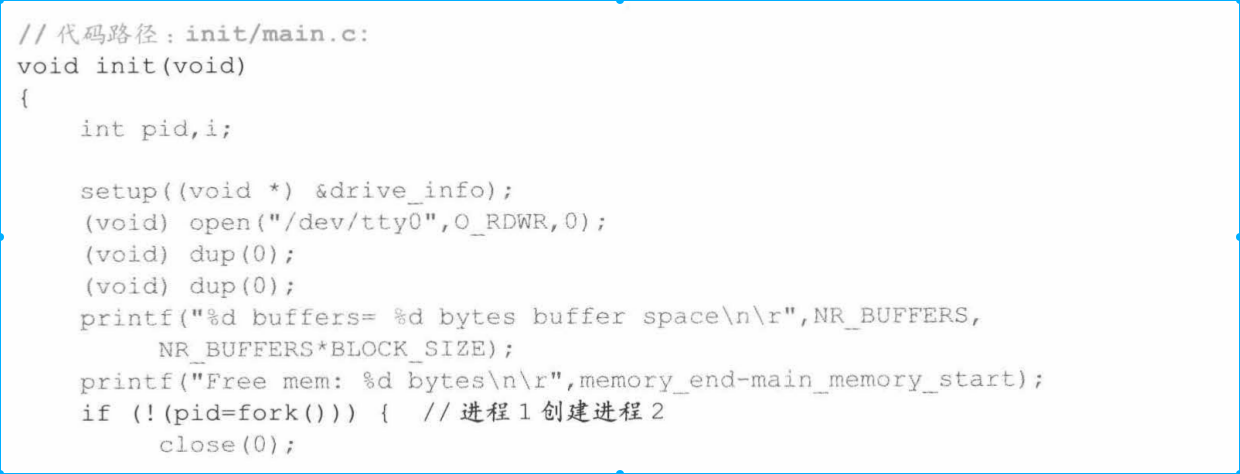 // 代码路径：init/main.c:
void init(void)
{
    int pid,i;
    setup((void *) &drive_info);
    (void) open("/dev/tty0",O_RDWR,0);
    (void) dup(0);
    (void) dup(0);
    printf("%d buffers= %d bytes buffer space\n\r",NR_BUFFERS,
        NR_BUFFERS*BLOCK_SIZE);
    printf("Free mem: %d bytes\n\r",memory_end-main_memory_start);
    if (!(pid=fork())) {  // 进程 1 创建进程 2
        close(0);